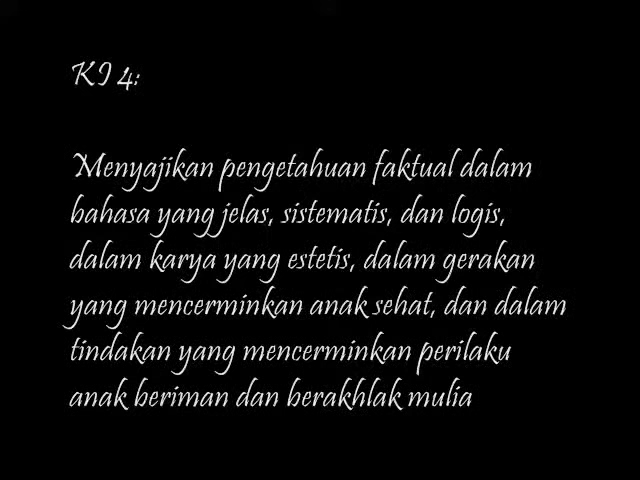 KI 4:
Menyajikan pengetahuan faktual dalam
bahasa yang jelas, sistematis, dan logis,
dalam karya yang estetis, dalam gerakan
yang mencerminkan anak sehat, dan dalam
tindakan yang mencerminkan perilaku
anak beriman dan berakhlak mulia